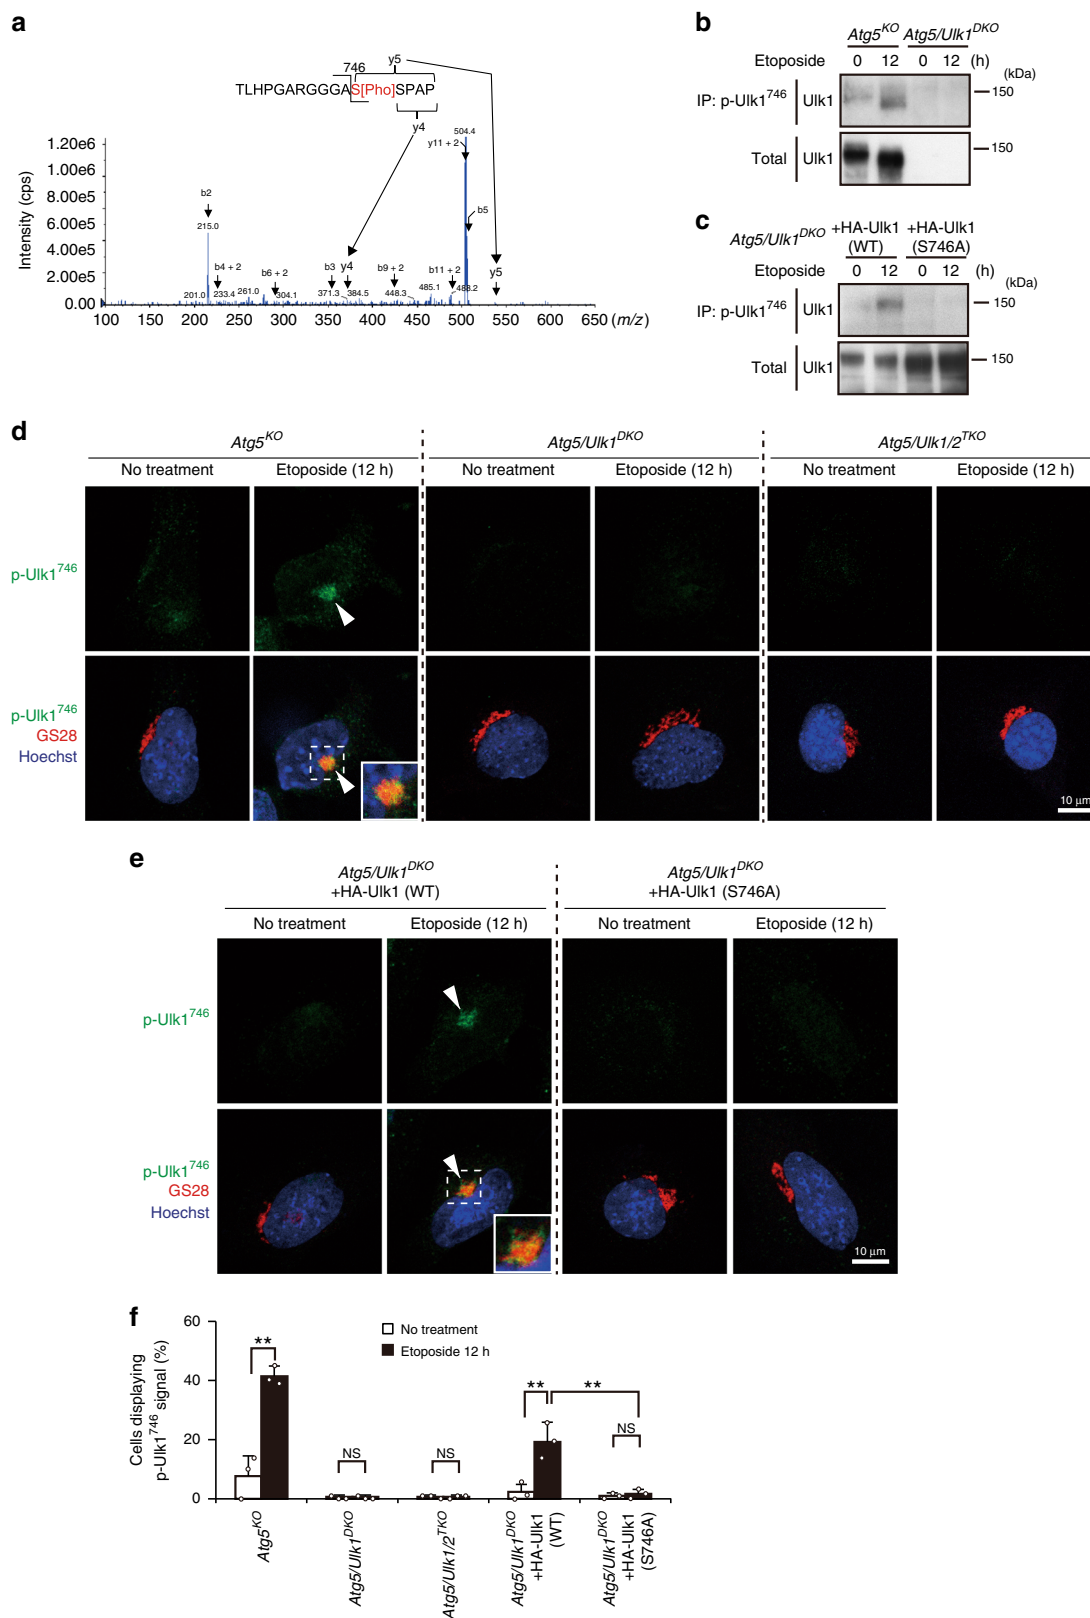 a
746
y5
TLHPGARGGGAS[Pho]SPAP
y4
504.4
y11 + 2
b5
b2
215.0
b4 + 2
b6 + 2
b3
y4
b9 + 2
b11 + 2
y5
201.0
233.4
261.0
304.1
371.3
384.5
448.3
485.1
488.2
Intensity (cps)
1.20e6
1.00e6
8.00e5
6.00e5
4.00e5
2.00e5
0.00
100 150 200 250 300 350 400 450 500 550 600 650 (m/z)
b
Atg5KO Atg5/Ulk1DKO
Etoposide 0 12 0 12 (h)
(kDa)
IP: p-Ulk1746 Ulk1 150
Total Ulk1 150
c
Atg5/Ulk1DKO +HA-Ulk1 (WT) +HA-Ulk1 (S746A)
Etoposide 0 12 0 12 (h)
(kDa)
IP: p-Ulk1746 Ulk1 150
Total Ulk1 150
d
Atg5KO Atg5/Ulk1DKO Atg5/Ulk1/2TKO
No treatment Etoposide (12 h) No treatment Etoposide (12 h) No treatment Etoposide (12 h)
p-Ulk1746
p-Ulk1746
GS28
Hoechst
10 μm
e
Atg5/Ulk1DKO
+HA-Ulk1 (WT)
Atg5/Ulk1DKO
+HA-Ulk1 (S746A)
No treatment Etoposide (12 h) No treatment Etoposide (12 h)
p-Ulk1746
p-Ulk1746
GS28
Hoechst
10 μm
f
Cells displaying
p-Ulk1746 signal (%)
60
40
20
0
No treatment
Etoposide 12 h
**
NS
NS
**
**
NS
Atg5KO
Atg5/Ulk1DKO
Atg5/Ulk1/2TKO
Atg5/Ulk1DKO
+HA-Ulk1
(WT)
Atg5/Ulk1DKO
+HA-Ulk1
(S746A)